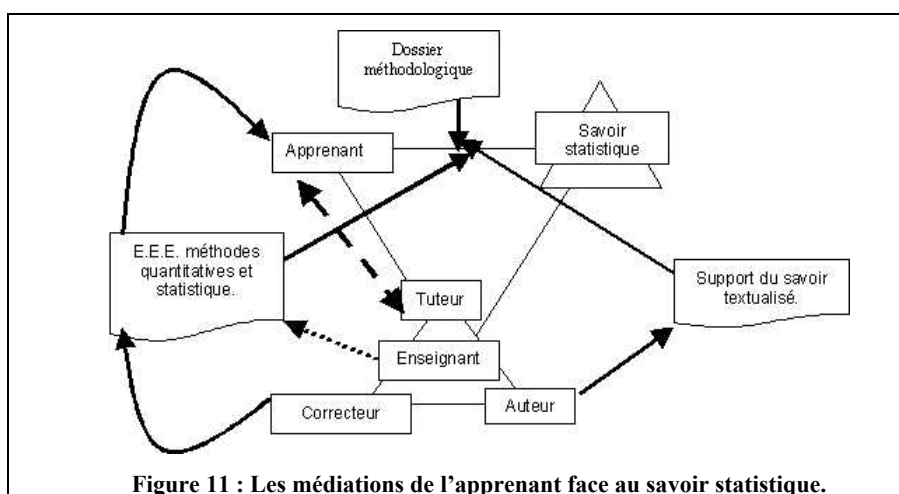 Dossier
méthodologique
Apprenant
Savoir
statistique
E.E.E. méthodes
quantitatives et
statistique.
Tuteur
Support du savoir
textualisé.
Enseignant
Correcteur
Auteur
Figure 11 : Les médiations de l'apprenant face au savoir statistique.